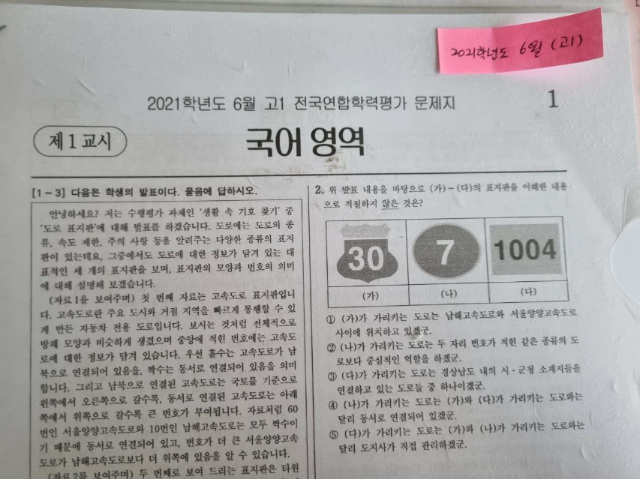 2021학년도 6월 (고1)
2021학년도 6월 고1 전국연합학력평가 문제지
1
제 1 교시
국어 영역
[1~3] 다음은 학생의 발표이다. 물음에 답하시오.
안녕하세요? 저는 수행평가 과제인 '생활 속 기호 찾기' 중
'도로 표지판'에 대해 발표를 하겠습니다. 도로에는 도로의 종
류, 속도 제한, 주의 사항 등을 알려주는 다양한 종류의 표지
판이 있는데요, 그중에서도 도로에 대한 정보가 담겨 있는 대
표적인 세 개의 표지판을 보며, 표지판의 모양과 번호의 의미
에 대해 설명해 보겠습니다.
(자료 1을 보여주며) 첫 번째 자료는 고속도로 표지판입니
다. 고속도로란 주요 도시와 거점 지역을 빠르게 통행할 수 있
게 만든 자동차 전용 도로입니다. 보시는 것처럼 전체적으로
방패 모양과 비슷하게 생겼으며 중앙에 적힌 번호에는 고속도
로에 대한 정보가 담겨 있습니다. 우선 홀수는 고속도로가 남
북으로 연결되어 있음을, 짝수는 동서로 연결되어 있음을 의미
합니다. 그리고 남북으로 연결된 고속도로는 국토를 기준으로
왼쪽에서 오른쪽으로 갈수록, 동서로 연결된 고속도로는 아래
쪽에서 위쪽으로 갈수록 큰 번호가 부여됩니다. 자료처럼 60
번인 서울양양고속도로와 10번인 남해고속도로는 모두 짝수이
기 때문에 동서로 연결되어 있고, 번호가 더 큰 서울양양고속
도로가 남해고속도로보다 더 위쪽에 있음을 알 수 있습니다.
(자료 2를 보여주며) 두 번째로 보여 드리는 표지판은 타원
2. 위 발표 내용을 바탕으로 (가)~(다)의 표지판을 이해한 내용
으로 적절하지 않은 것은?
30 7 1004
(가) (나) (다)
① (가)가 가리키는 도로는 남해고속도로와 서울양양고속도로
사이에 위치하고 있겠군.
② (나)가 가리키는 도로는 두 자리 번호가 적힌 같은 종류의 도
로보다 중심적인 역할을 하겠군.
③ (다)가 가리키는 도로는 경상남도 내의 시·군청 소재지들을
연결하고 있는 도로들 중 하나이겠군.
④ (나)가 가리키는 도로는 (가)와 (다)가 가리키는 도로와는
달리 동서로 연결되어 있겠군.
⑤ (다)가 가리키는 도로는 (가)와 (나)가 가리키는 도로와는
달리 도지사가 직접 관리하겠군.